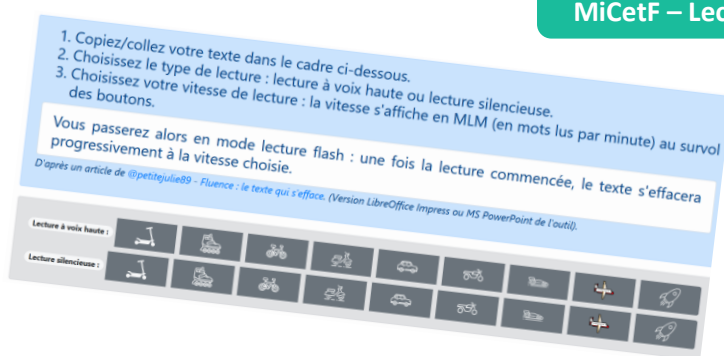 MiCetF – Lec
1. Copiez/collez votre texte dans le cadre ci-dessous.
2. Choisissez le type de lecture : lecture à voix haute ou lecture silencieuse.
3. Choisissez votre vitesse de lecture : la vitesse s'affiche en MLM (en mots lus par minute) au survol
des boutons.
Vous passerez alors en mode lecture flash : une fois la lecture commencée, le texte s'effacera
progressivement à la vitesse choisie.
D'après un article de @petitejulie89 - Fluence : le texte qui s'efface. (Version LibreOffice Impress ou MS PowerPoint de l'outil).
Lecture à voix haute :
Lecture silencieuse :